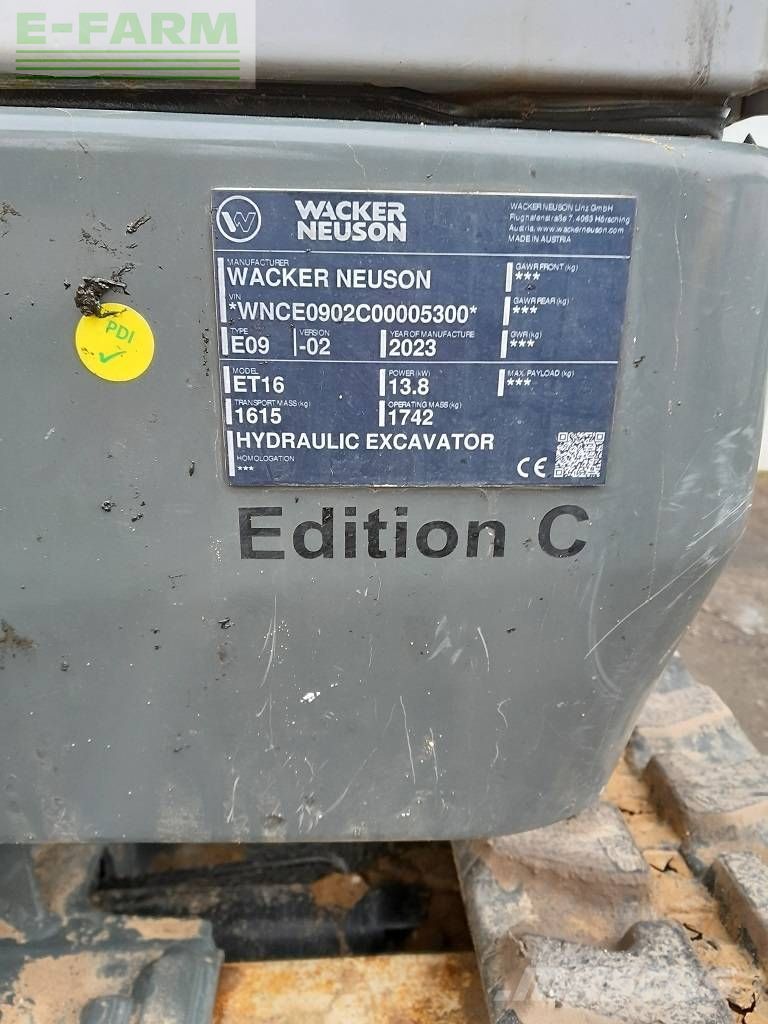 E-FARM
WACKER
NEUSON
WACKER NEUSON Linz GmbH
Flughafenstraße 7, 4063 Hörsching
Austria, www.wackerneuson.com
MADE IN AUSTRIA
MANUFACTURER
WACKER NEUSON
VIN
*WNCE0902C00005300*
TYPE VERSION YEAR OF MANUFACTURE
E09 -02 2023
GAWR FRONT (kg)
***
GAWR REAR (kg)
***
GWR (kg)
***
MODEL POWER (kW) MAX. PAYLOAD (kg)
ET16 13.8 ***
TRANSPORT MASS (kg) OPERATING MASS (kg)
1615 1742
HYDRAULIC EXCAVATOR
HOMOLOGATION
***
CE
PDI
Edition C